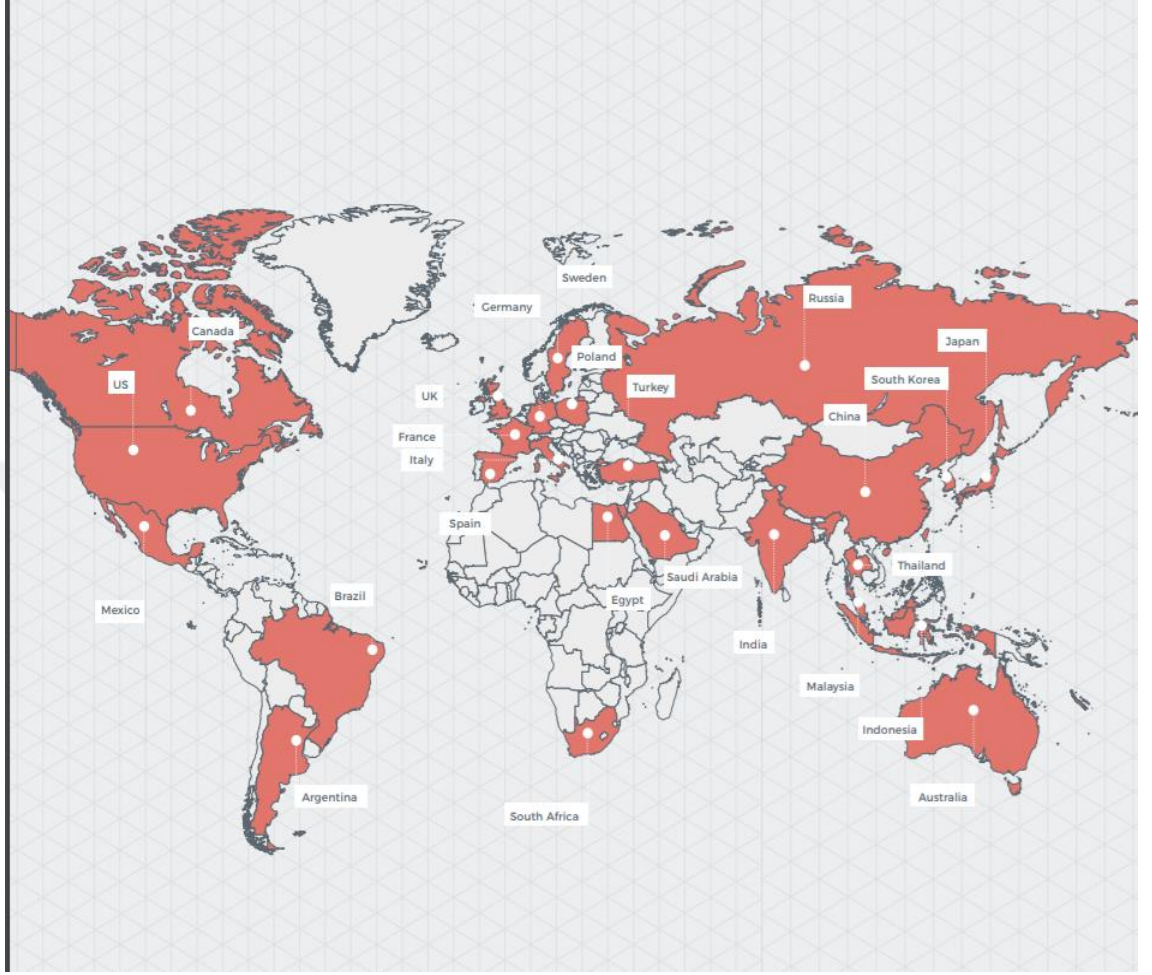 Sweden
Germany
Russia
Canada
Japan
Poland
South Korea
US
Turkey
UK
China
France
Italy
Spain
Thailand
Saudi Arabia
Brazil
Egypt
Mexico
India
Malaysia
Indonesia
Argentina
Australia
South Africa